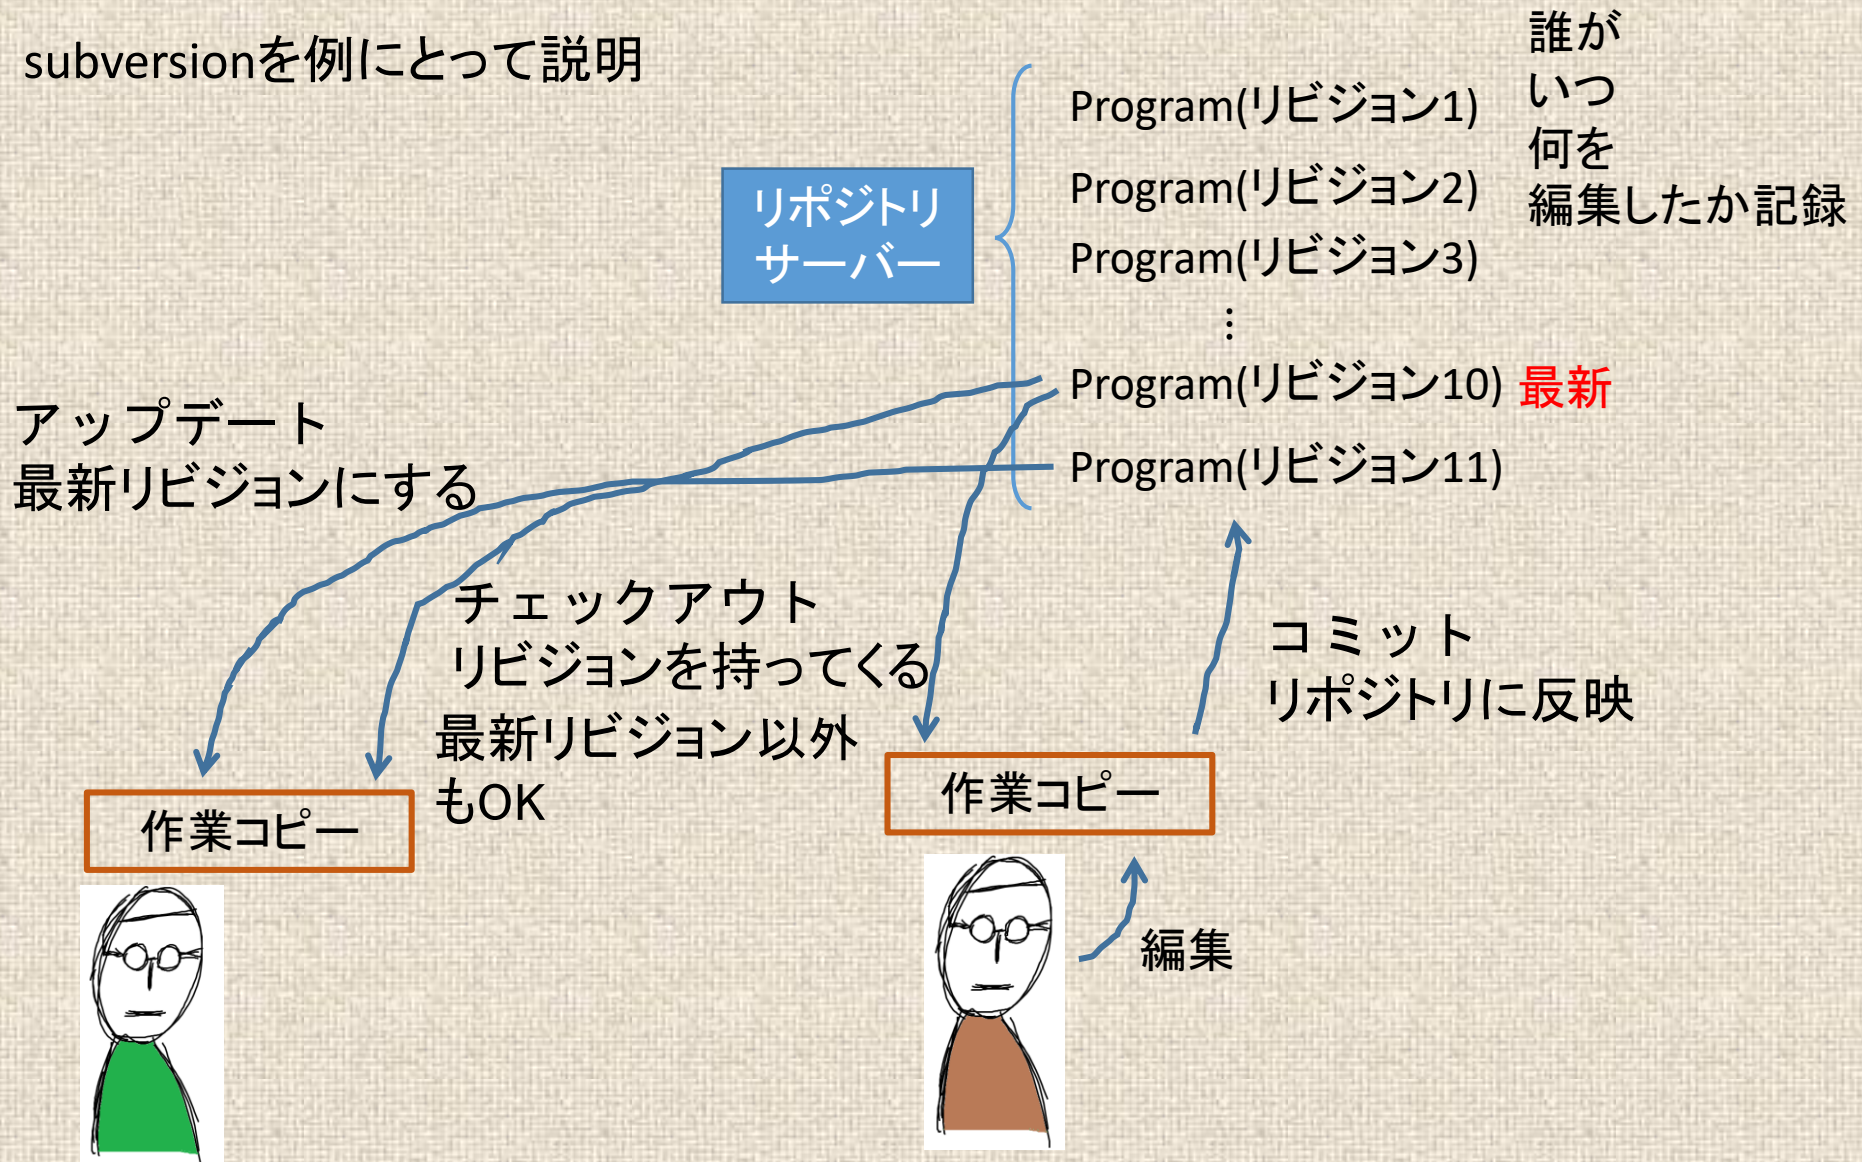 subversionを例にとって説明
誰が
いつ
何を
編集したか記録
リポジトリ
サーバー
Program(リビジョン1)
Program(リビジョン2)
Program(リビジョン3)
…
Program(リビジョン10) 最新
Program(リビジョン11)
アップデート
最新リビジョンにする
チェックアウト
リビジョンを持ってくる
最新リビジョン以外
もOK
コミット
リポジトリに反映
作業コピー
作業コピー
編集